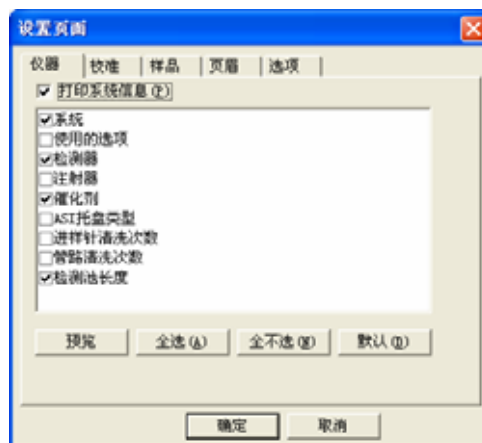 设置页面
仪器 校准 样品 页眉 选项
打印系统信息(P)
系统
使用的选项
检测器
注射器
催化剂
ASI托盘类型
进样针清洗次数
管路清洗次数
检测池长度
预览 全选(A) 全不选(N) 默认(D)
确定 取消